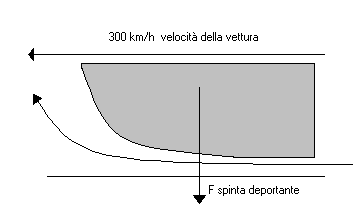 300 km/h velocità della vettura
F spinta deportante